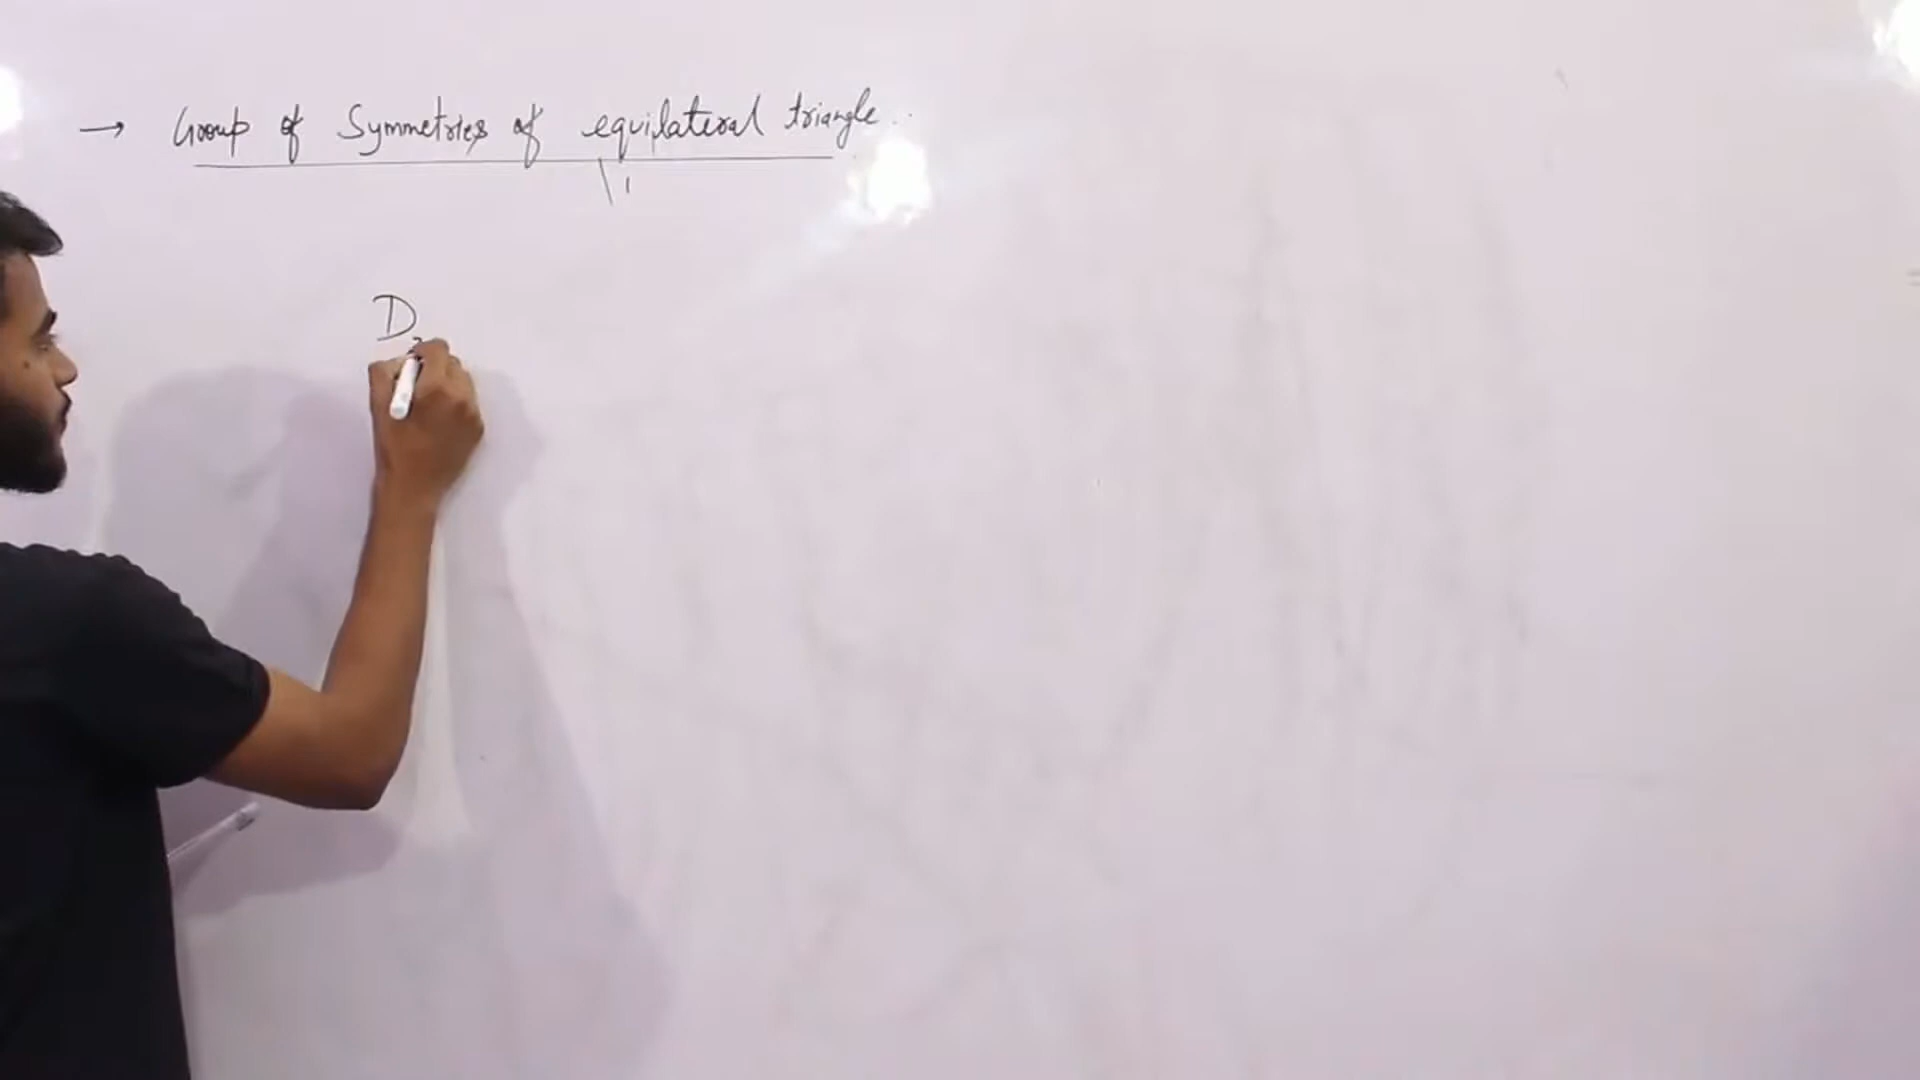 → Group of Symmetries of equilateral triangle..
D